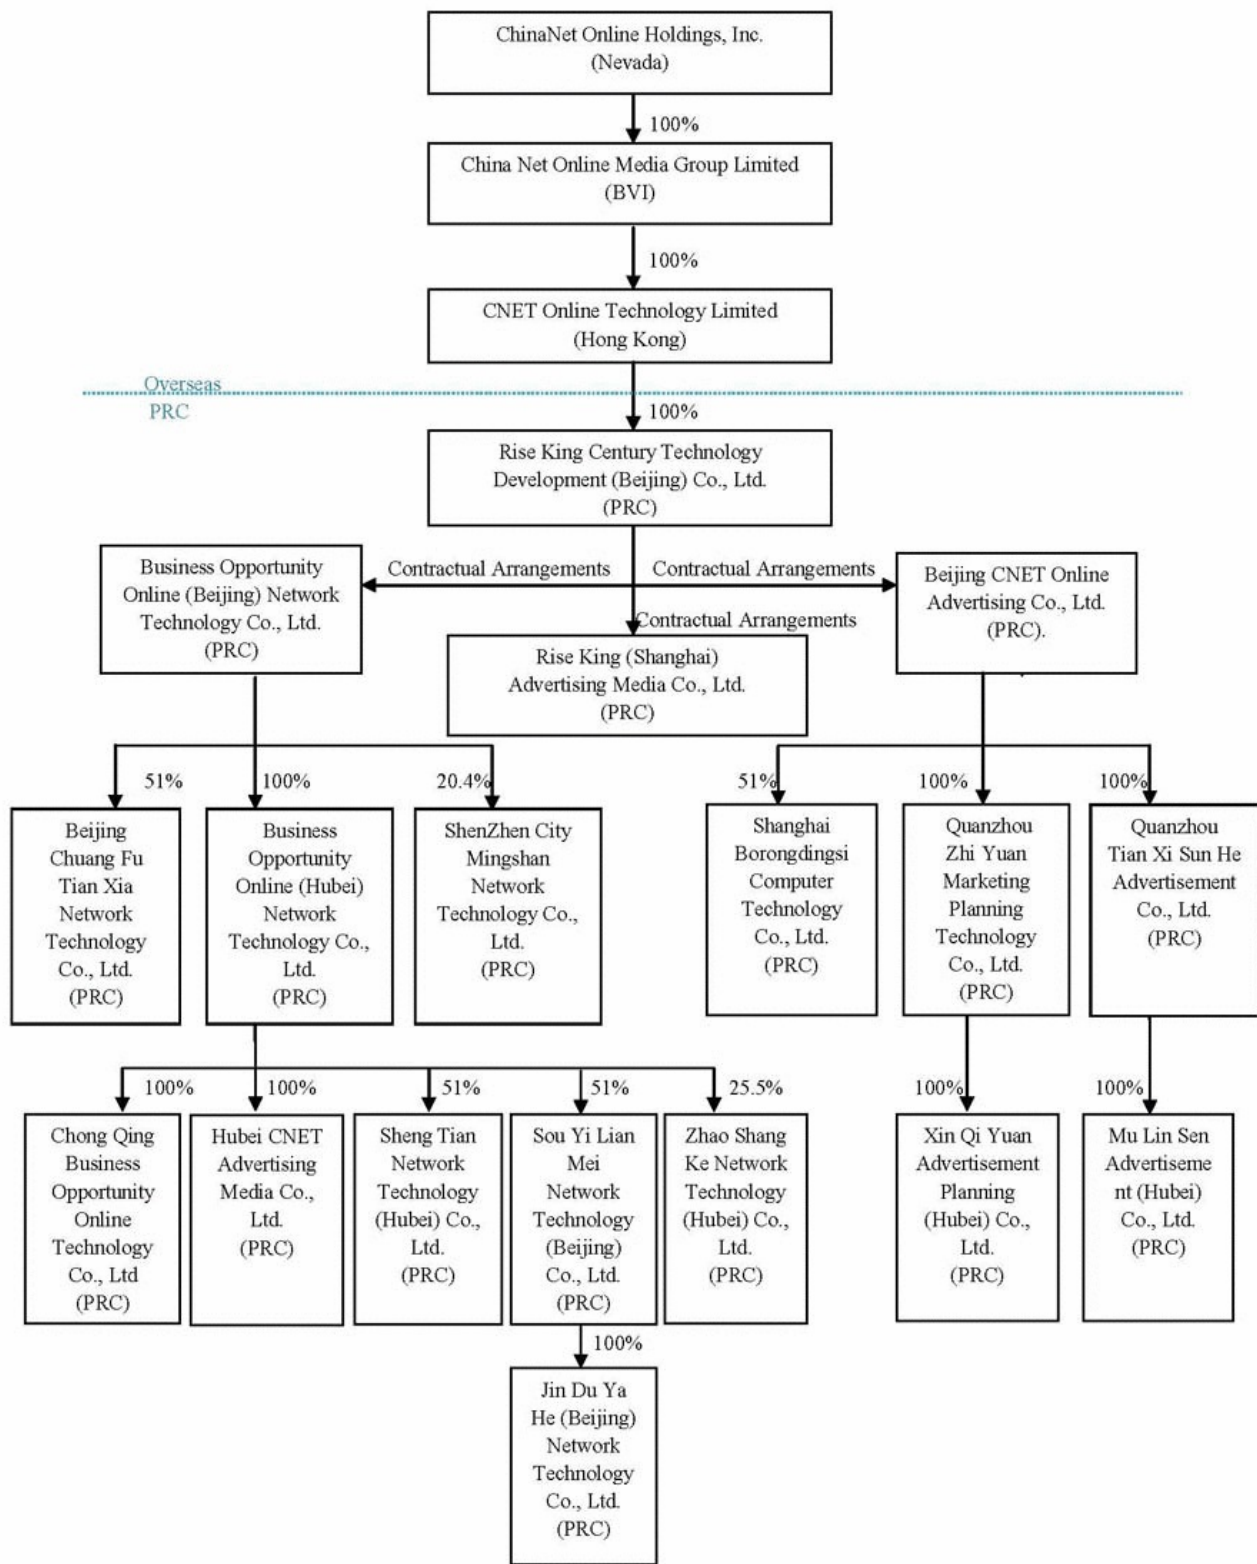 ChinaNet Online Holdings, Inc.
(Nevada)
100%
China Net Online Media Group Limited
(BVI)
100%
CNET Online Technology Limited
(Hong Kong)
Overseas
PRC
100%
Rise King Century Technology
Development (Beijing) Co., Ltd.
(PRC)
Business Opportunity
Online (Beijing) Network
Technology Co., Ltd.
(PRC)
Contractual Arrangements
Contractual Arrangements
Beijing CNET Online
Advertising Co., Ltd.
(PRC).
Contractual Arrangements
Rise King (Shanghai)
Advertising Media Co., Ltd.
(PRC)
51%
100%
20.4%
51%
100%
100%
Beijing
Chuang Fu
Tian Xia
Network
Technology
Co., Ltd.
(PRC)
Business
Opportunity
Online (Hubei)
Network
Technology Co.,
Ltd.
(PRC)
ShenZhen City
Mingshan
Network
Technology Co.,
Ltd.
(PRC)
Shanghai
Borongdingsi
Computer
Technology
Co., Ltd.
(PRC)
Quanzhou
Zhi Yuan
Marketing
Planning
Technology
Co., Ltd.
(PRC)
Quanzhou
Tian Xi Sun He
Advertisement
Co., Ltd.
(PRC)
100%
100%
51%
51%
25.5%
100%
100%
Chong Qing
Business
Opportunity
Online
Technology
Co., Ltd
(PRC)
Hubei CNET
Advertising
Media Co.,
Ltd.
(PRC)
Sheng Tian
Network
Technology
(Hubei) Co.,
Ltd.
(PRC)
Sou Yi Lian
Mei
Network
Technology
(Beijing)
Co., Ltd.
(PRC)
Zhao Shang
Ke Network
Technology
(Hubei) Co.,
Ltd.
(PRC)
Xin Qi Yuan
Advertisement
Planning
(Hubei) Co.,
Ltd.
(PRC)
Mu Lin Sen
Advertiseme
nt (Hubei)
Co., Ltd.
(PRC)
100%
Jin Du Ya
He (Beijing)
Network
Technology
Co., Ltd.
(PRC)